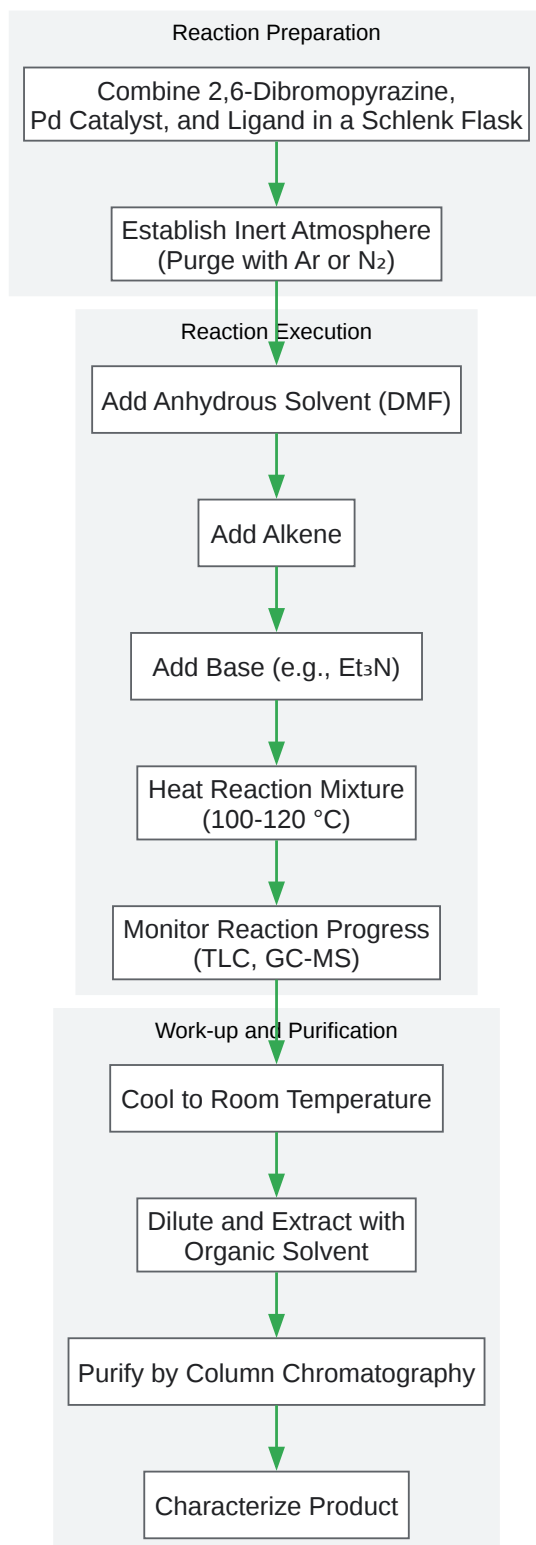 Reaction Preparation
Combine 2,6-Dibromopyrazine,
Pd Catalyst, and Ligand in a Schlenk Flask
Establish Inert Atmosphere
(Purge with Ar or N₂)
Reaction Execution
Add Anhydrous Solvent (DMF)
Add Alkene
Add Base (e.g., Et₃N)
Heat Reaction Mixture
(100-120 °C)
Monitor Reaction Progress
(TLC, GC-MS)
Work-up and Purification
Cool to Room Temperature
Dilute and Extract with
Organic Solvent
Purify by Column Chromatography
Characterize Product